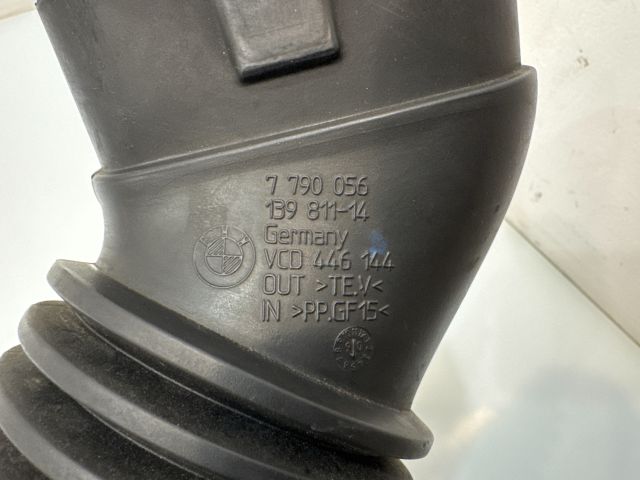 7 790 056
139 811-14
Germany
VCD 446 144
OUT >TE.V<
IN >PP.GF15<